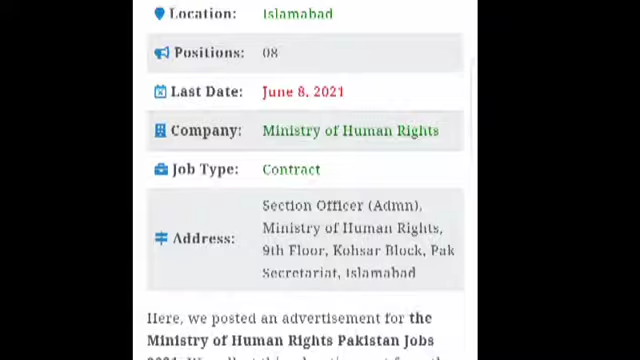 Location: Islamabad
Positions: 08
Last Date: June 8, 2021
Company: Ministry of Human Rights
Job Type: Contract
Address: Section Officer (Admn),
Ministry of Human Rights,
9th Floor, Kohsar Block, Pak
Secretariat, Islamabad
Here, we posted an advertisement for the
Ministry of Human Rights Pakistan Jobs